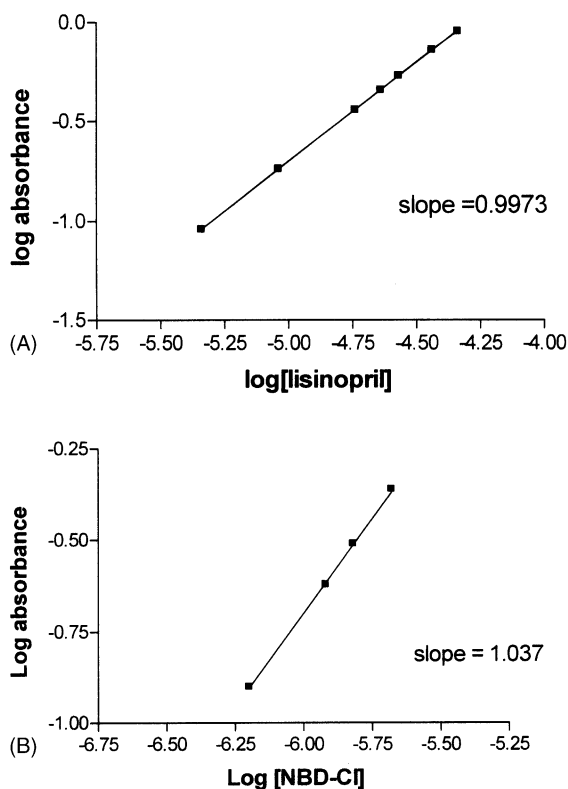 0.0
-0.5
-1.0
-1.5
log absorbance
slope =0.9973
-5.75 -5.50 -5.25 -5.00 -4.75 -4.50 -4.25 -4.00
(A)
log[lisinopril]
-0.25
-0.50
-0.75
-1.00
Log absorbance
slope = 1.037
-6.75 -6.50 -6.25 -6.00 -5.75 -5.50 -5.25
(B)
Log [NBD-Cl]